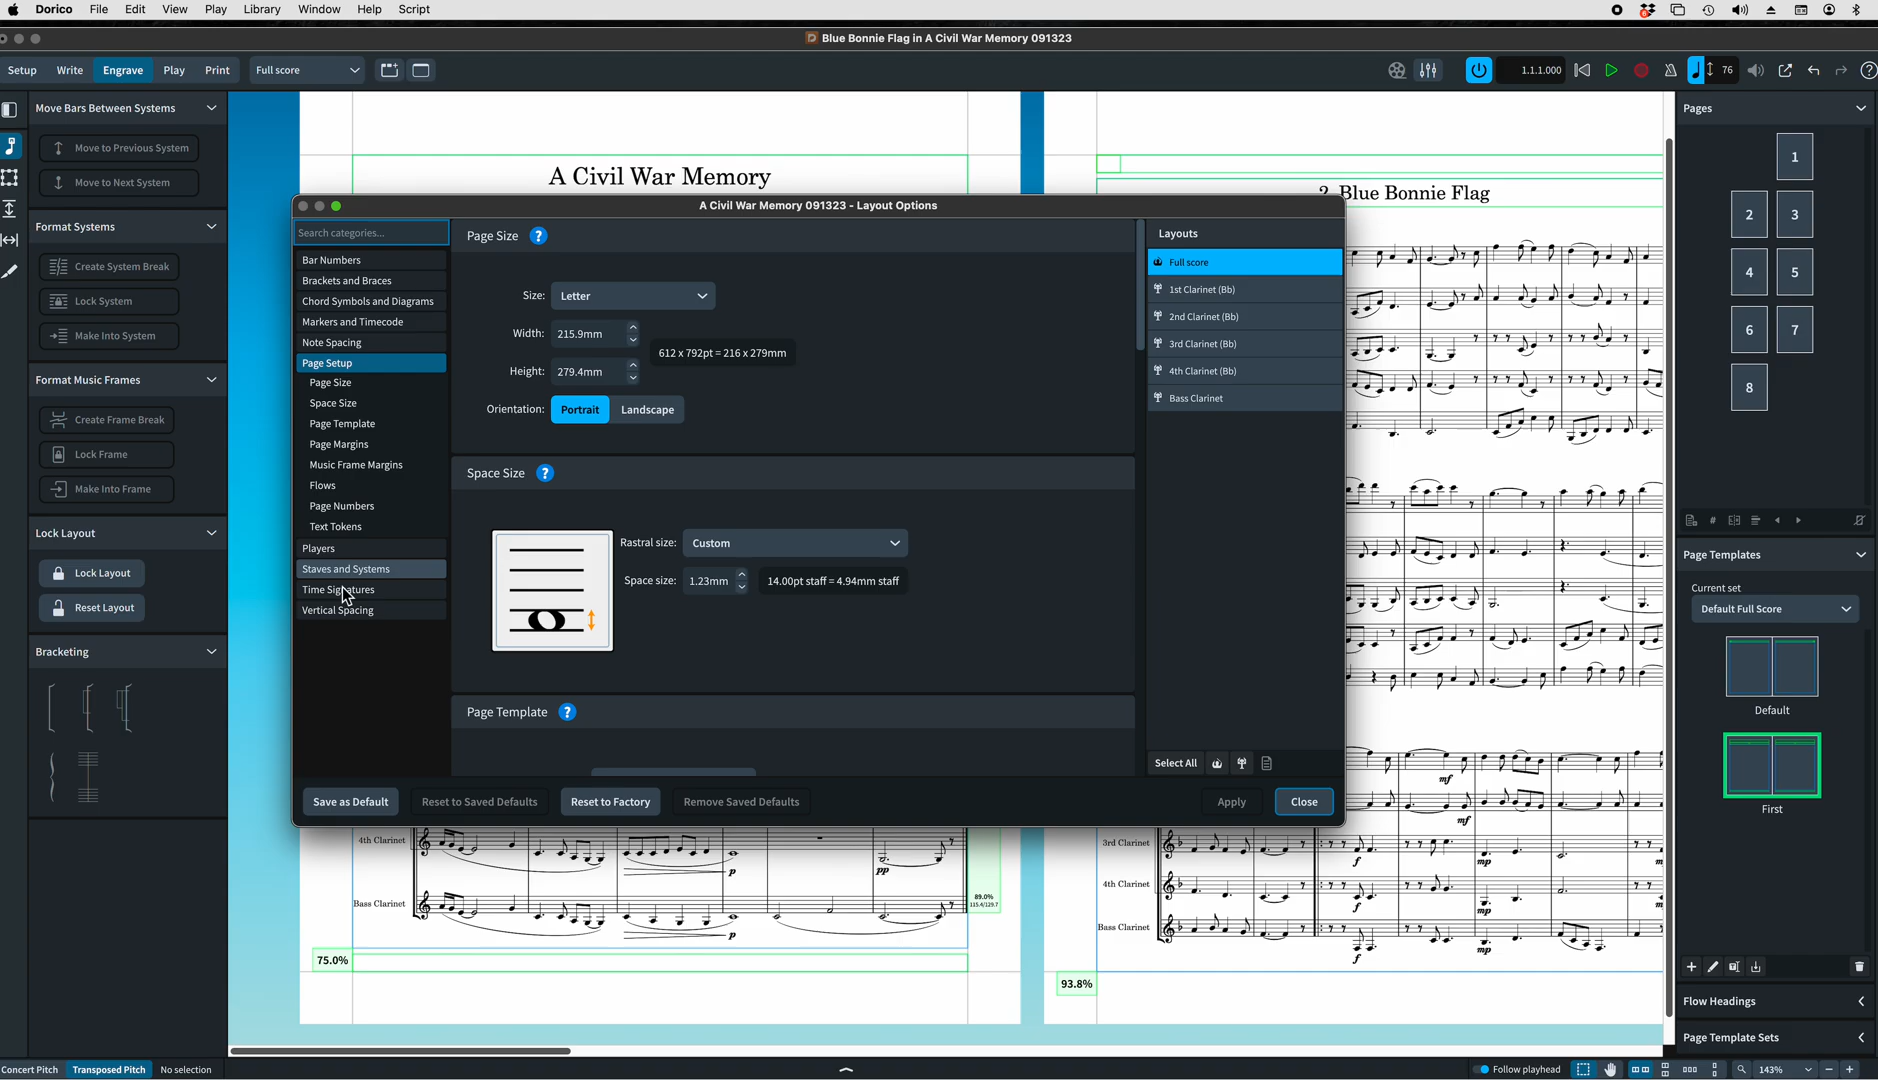 Dorico File Edit View Play Library Window Help Script
Blue Bonnie Flag in A Civil War Memory 091323
Setup Write Engrave Play Print Full score 1.1.1.000 76
Move Bars Between Systems
Move to Previous System
Move to Next System
Format Systems
Create System Break
Lock System
Make Into System
Format Music Frames
Create Frame Break
Lock Frame
Make Into Frame
Lock Layout
Lock Layout
Reset Layout
Bracketing
A Civil War Memory
2. Blue Bonnie Flag
A Civil War Memory 091323 - Layout Options
Search categories...
Bar Numbers
Brackets and Braces
Chord Symbols and Diagrams
Markers and Timecode
Note Spacing
Page Setup
Page Size
Space Size
Page Template
Page Margins
Music Frame Margins
Flows
Page Numbers
Text Tokens
Players
Staves and Systems
Time Signatures
Vertical Spacing
Page Size ?
Size: Letter
Width: 215.9mm
612 x 792pt = 216 x 279mm
Height: 279.4mm
Orientation: Portrait Landscape
Space Size ?
Rastral size: Custom
Space size: 1.23mm 14.00pt staff = 4.94mm staff
Page Template ?
Layouts
Full score
1st Clarinet (Bb)
2nd Clarinet (Bb)
3rd Clarinet (Bb)
4th Clarinet (Bb)
Bass Clarinet
Select All
Save as Default Reset to Saved Defaults Reset to Factory Remove Saved Defaults Apply Close
4th Clarinet
p
pp
Bass Clarinet
p
89.0%
115.4/129.7
75.0%
mf
mf
3rd Clarinet
f
mp
4th Clarinet
f
mp
Bass Clarinet
f
mp
93.8%
Pages
1
2 3
4 5
6 7
8
#
Page Templates
Current set
Default Full Score
Default
First
Flow Headings
Page Template Sets
Concert Pitch Transposed Pitch No selection Follow playhead 143%